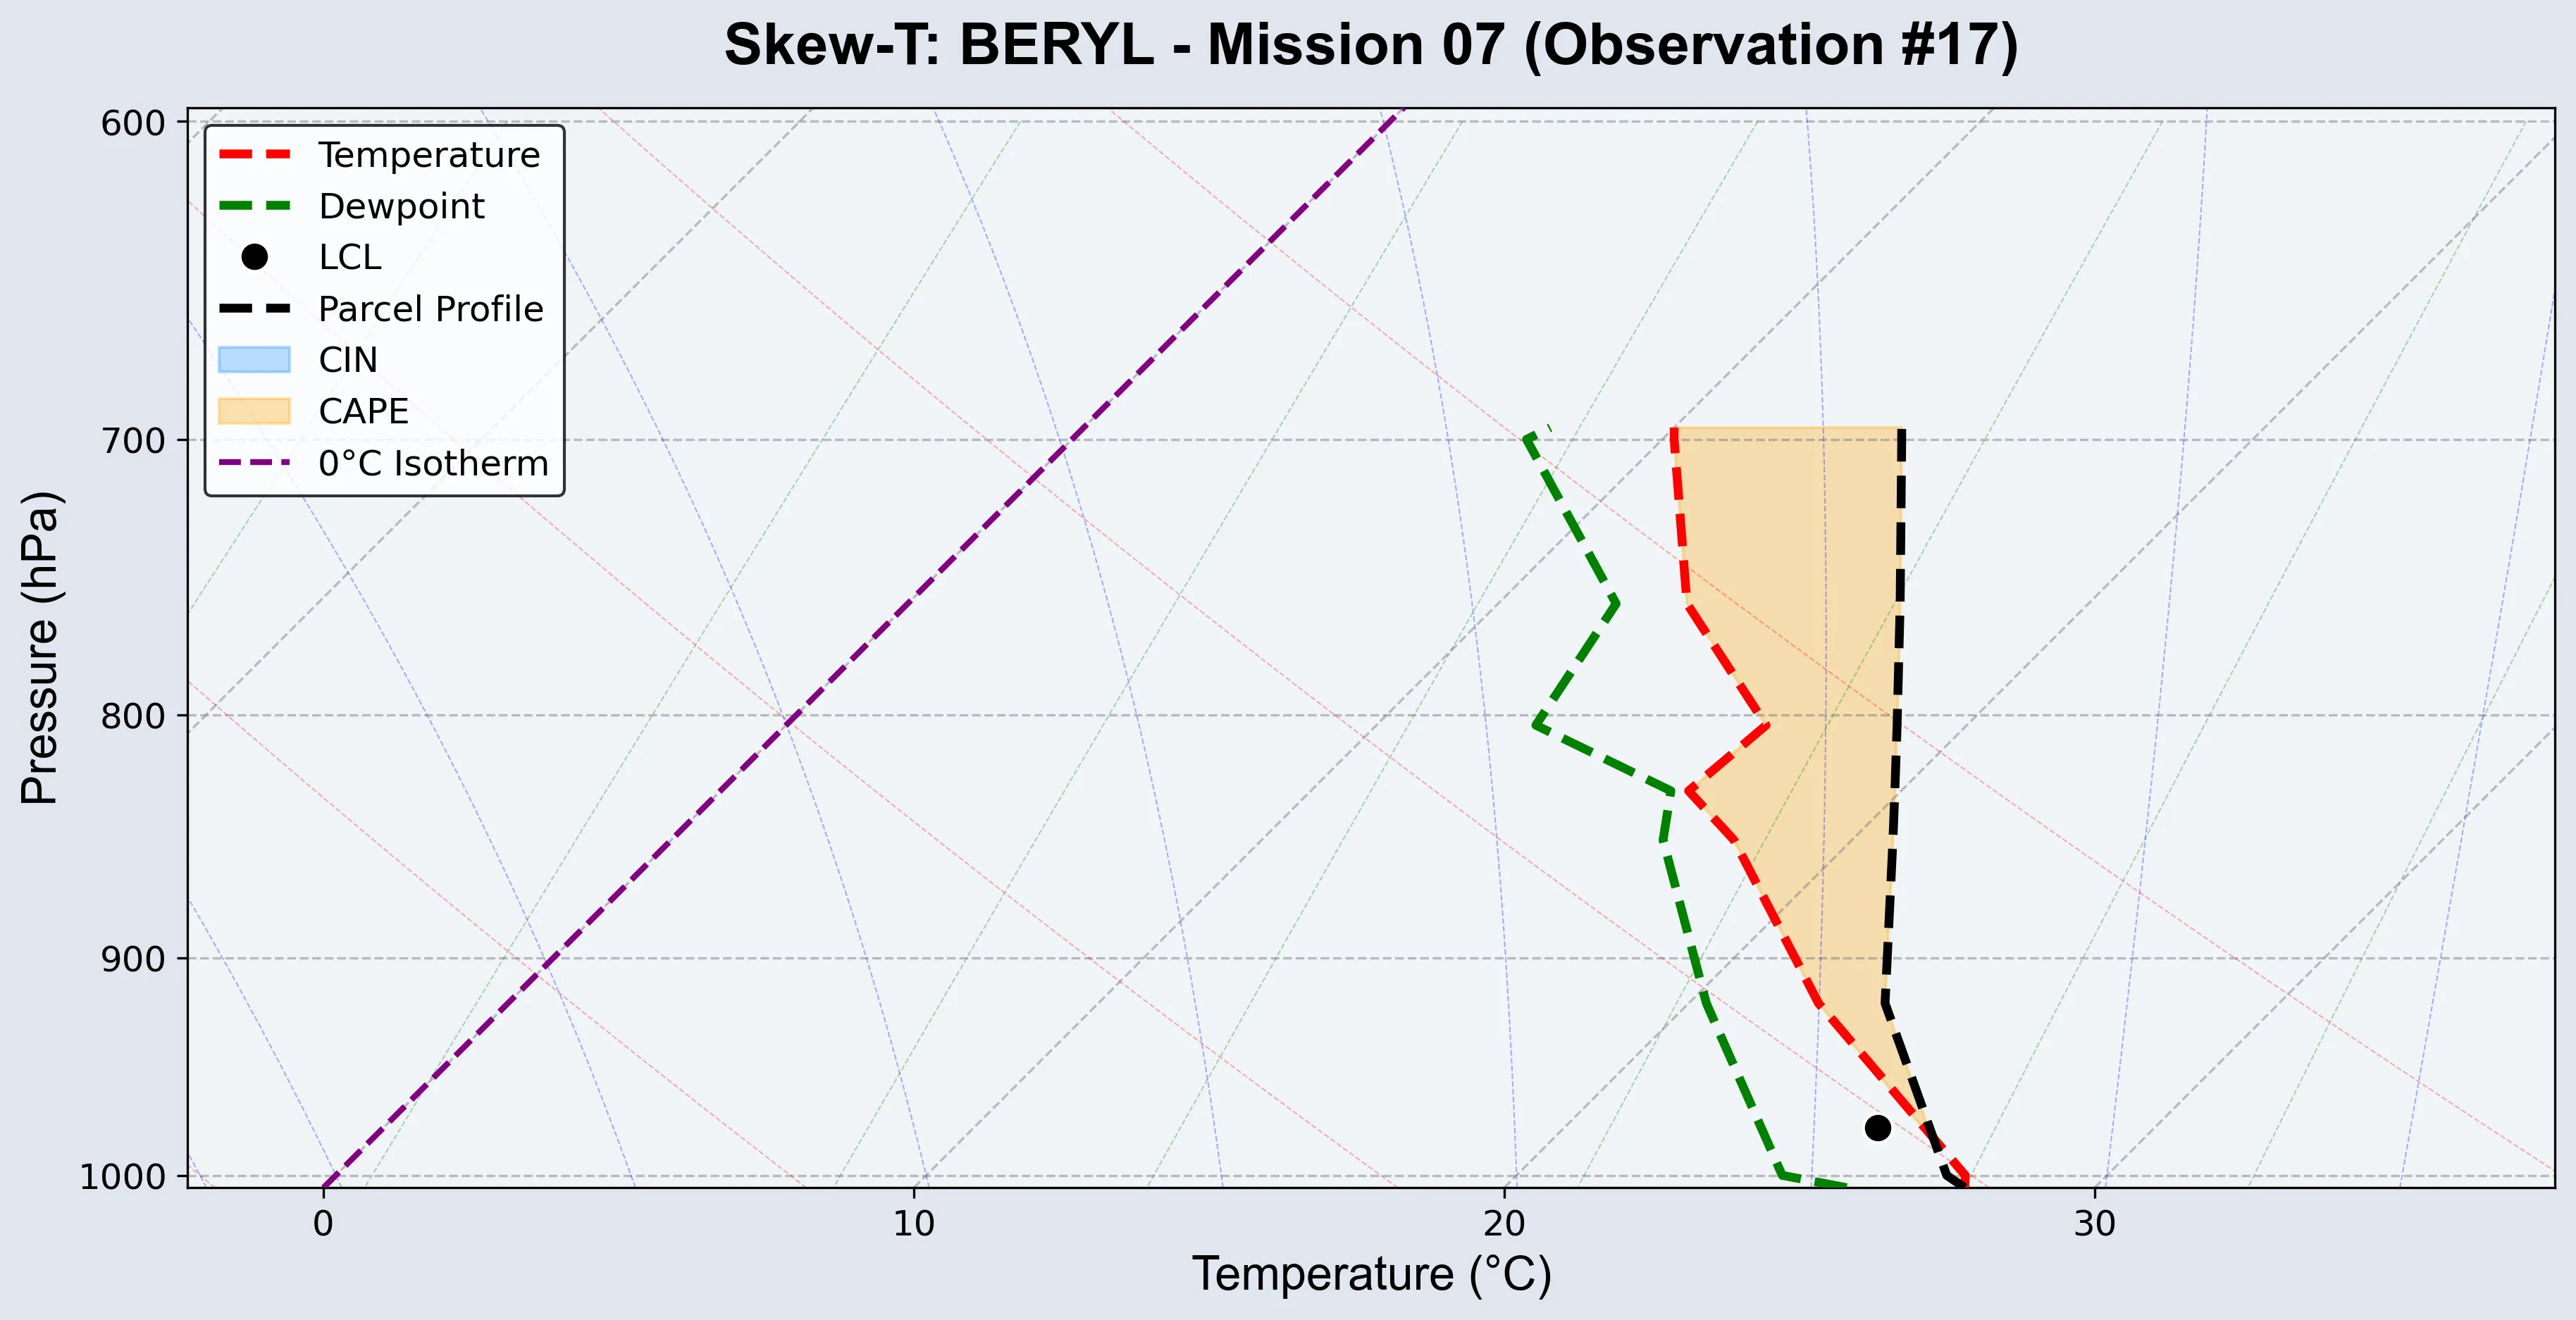 Skew-T: BERYL - Mission 07 (Observation #17)
Temperature
Dewpoint
LCL
Parcel Profile
CIN
CAPE
0°C Isotherm
Pressure (hPa)
600
700
800
900
1000
0
10
20
30
Temperature (°C)